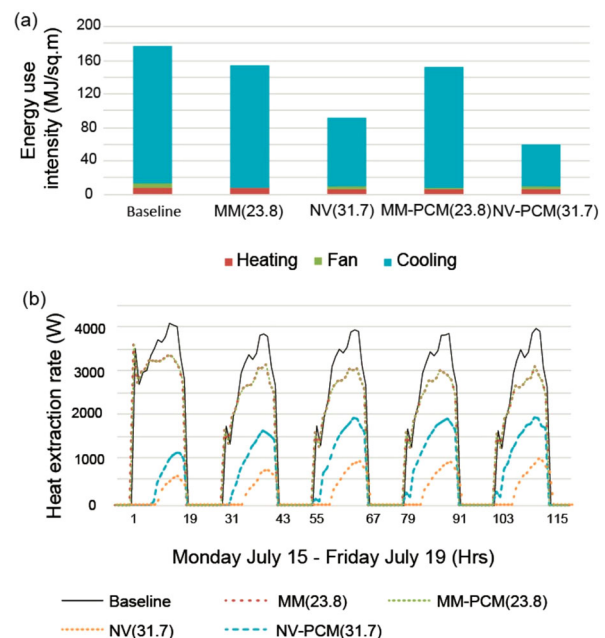 (a)
Energy use
intensity (MJ/sq.m)
200
160
120
80
40
0
Baseline MM(23.8) NV(31.7) MM-PCM(23.8) NV-PCM(31.7)
Heating Fan Cooling
(b)
Heat extraction rate (W)
4000
3000
2000
1000
0
1 19 31 43 55 67 79 91 103 115
Monday July 15 - Friday July 19 (Hrs)
Baseline MM(23.8) MM-PCM(23.8)
NV(31.7) NV-PCM(31.7)